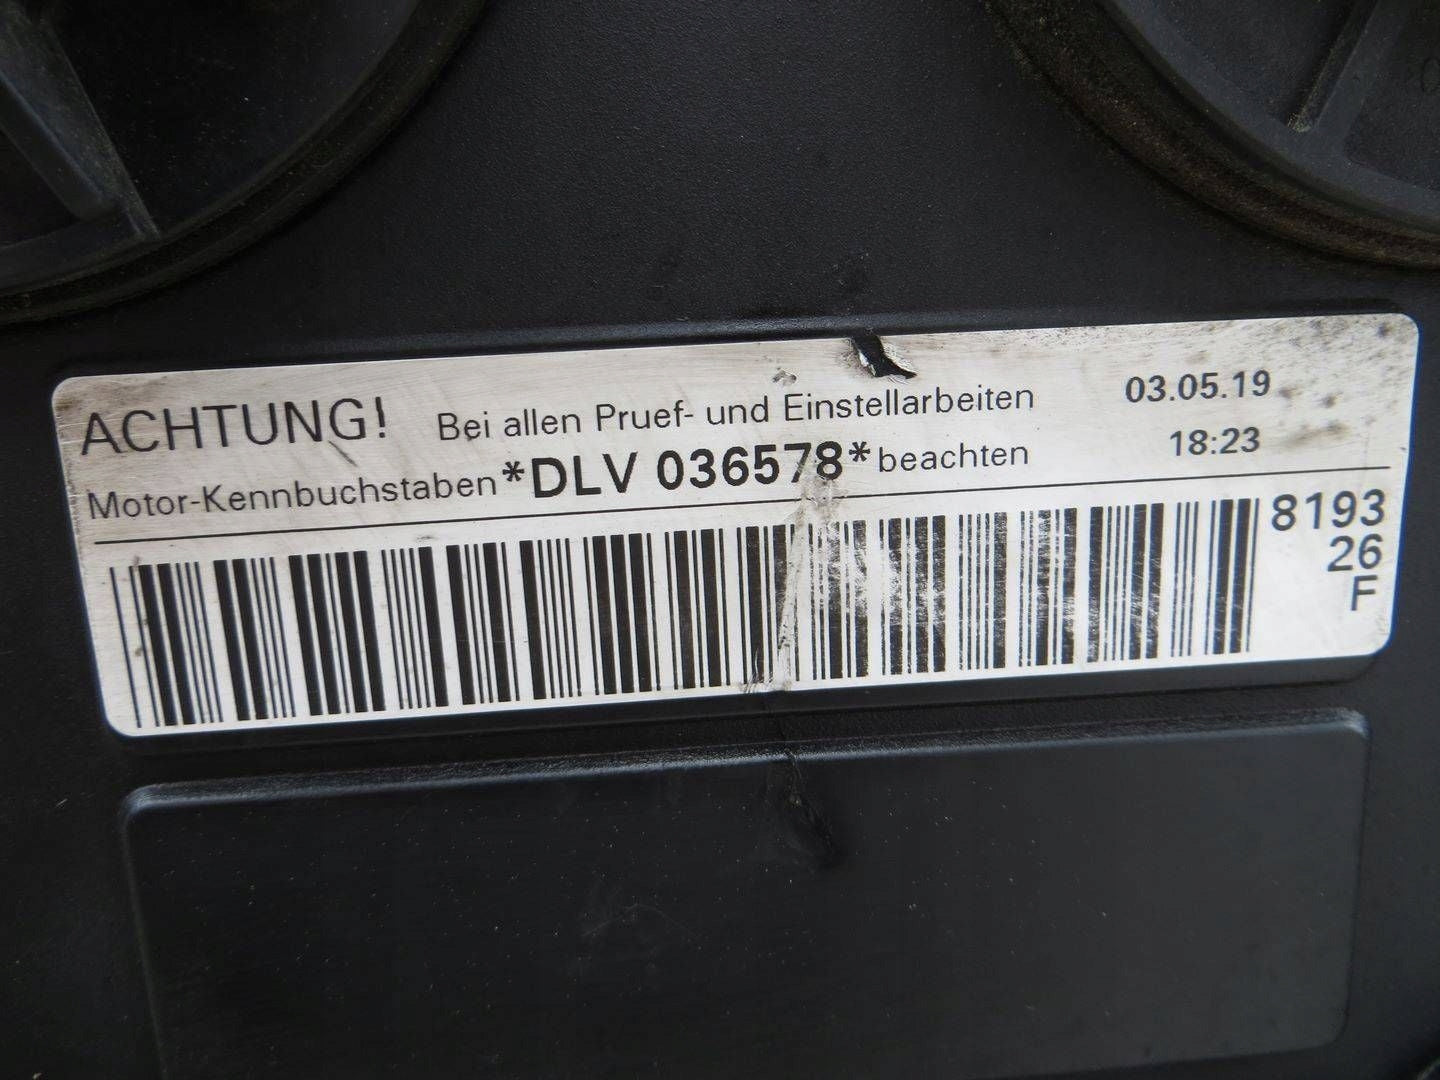 ACHTUNG! Bei allen Pruef- und Einstellarbeiten 03.05.19
Motor-Kennbuchstaben *DLV 036578* beachten 18:23
8193
26
F